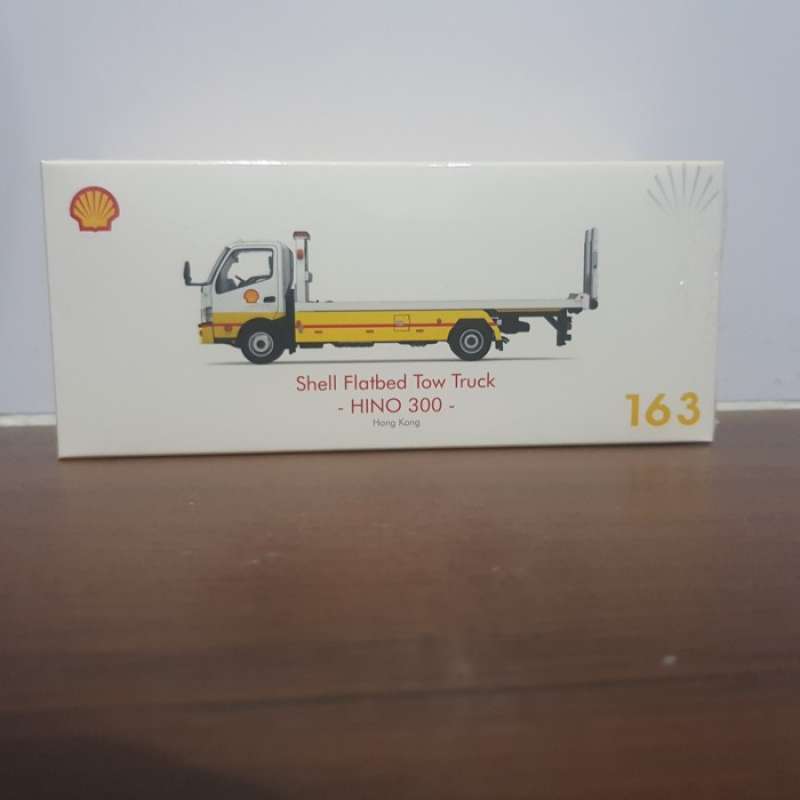 Shell Flatbed Tow Truck
- HINO 300 -
Hong Kong
163